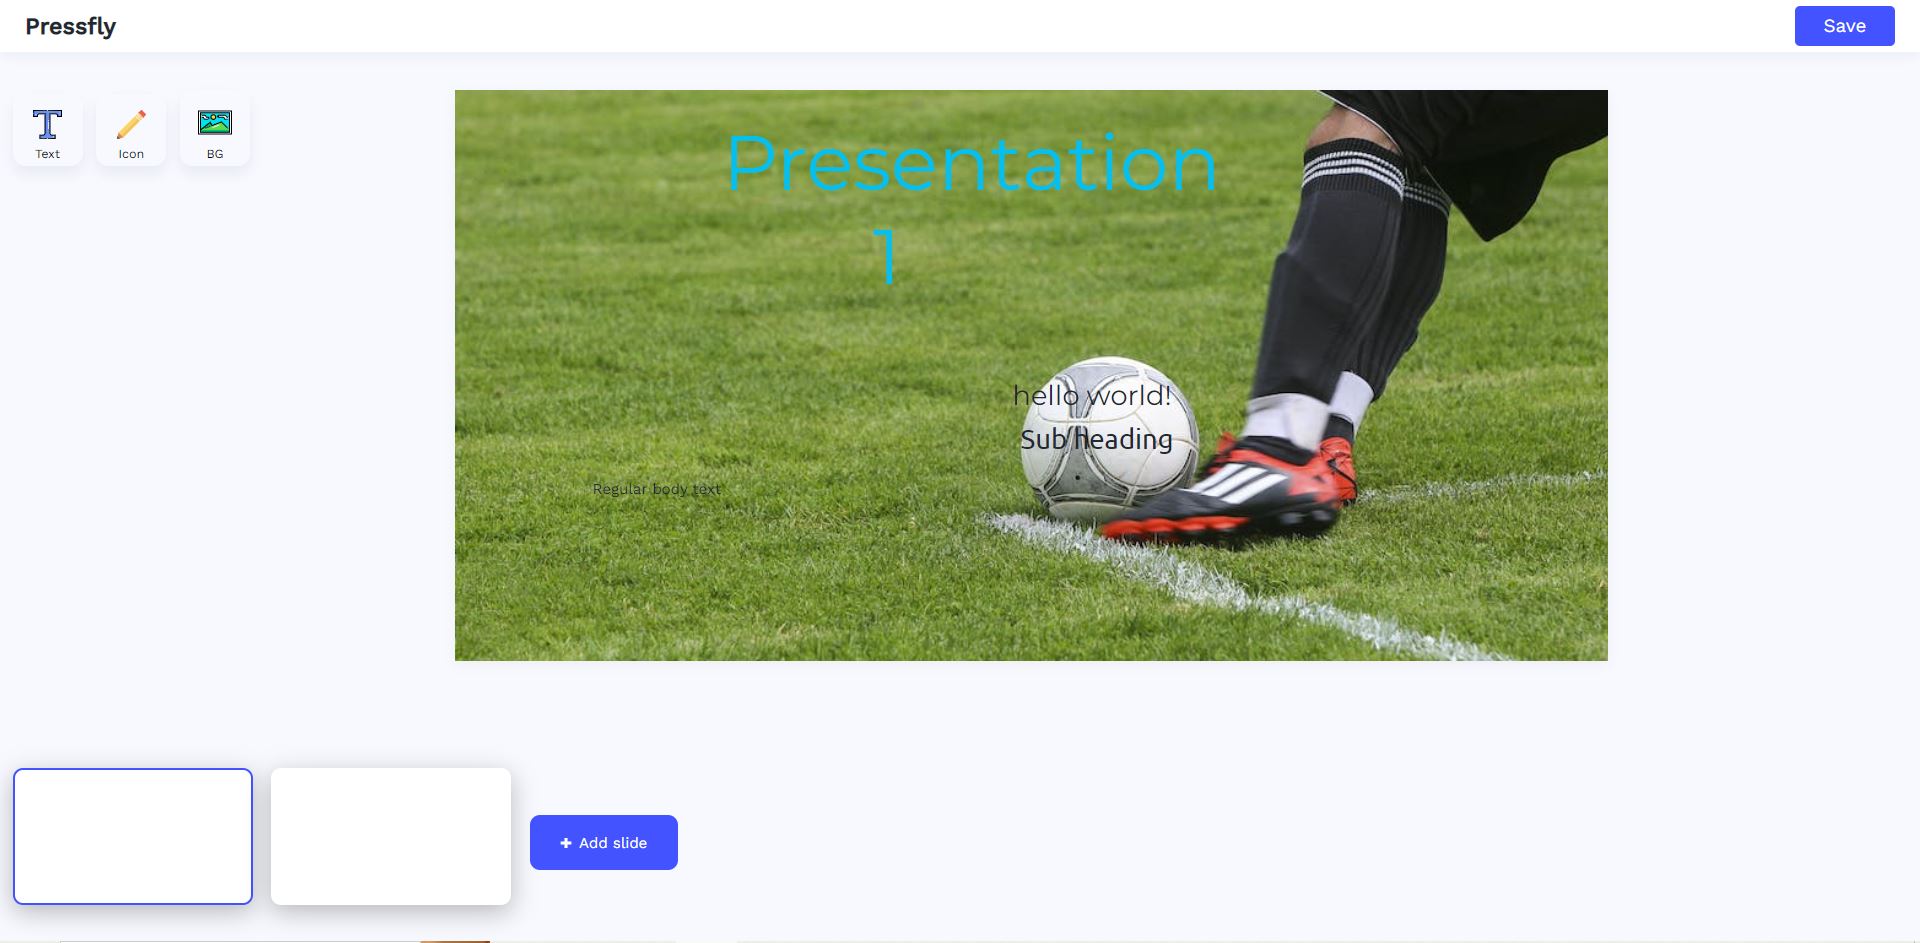 Pressfly
Save
Text
Icon
BG
Presentation
1
hello world!
Sub heading
Regular body text
+ Add slide